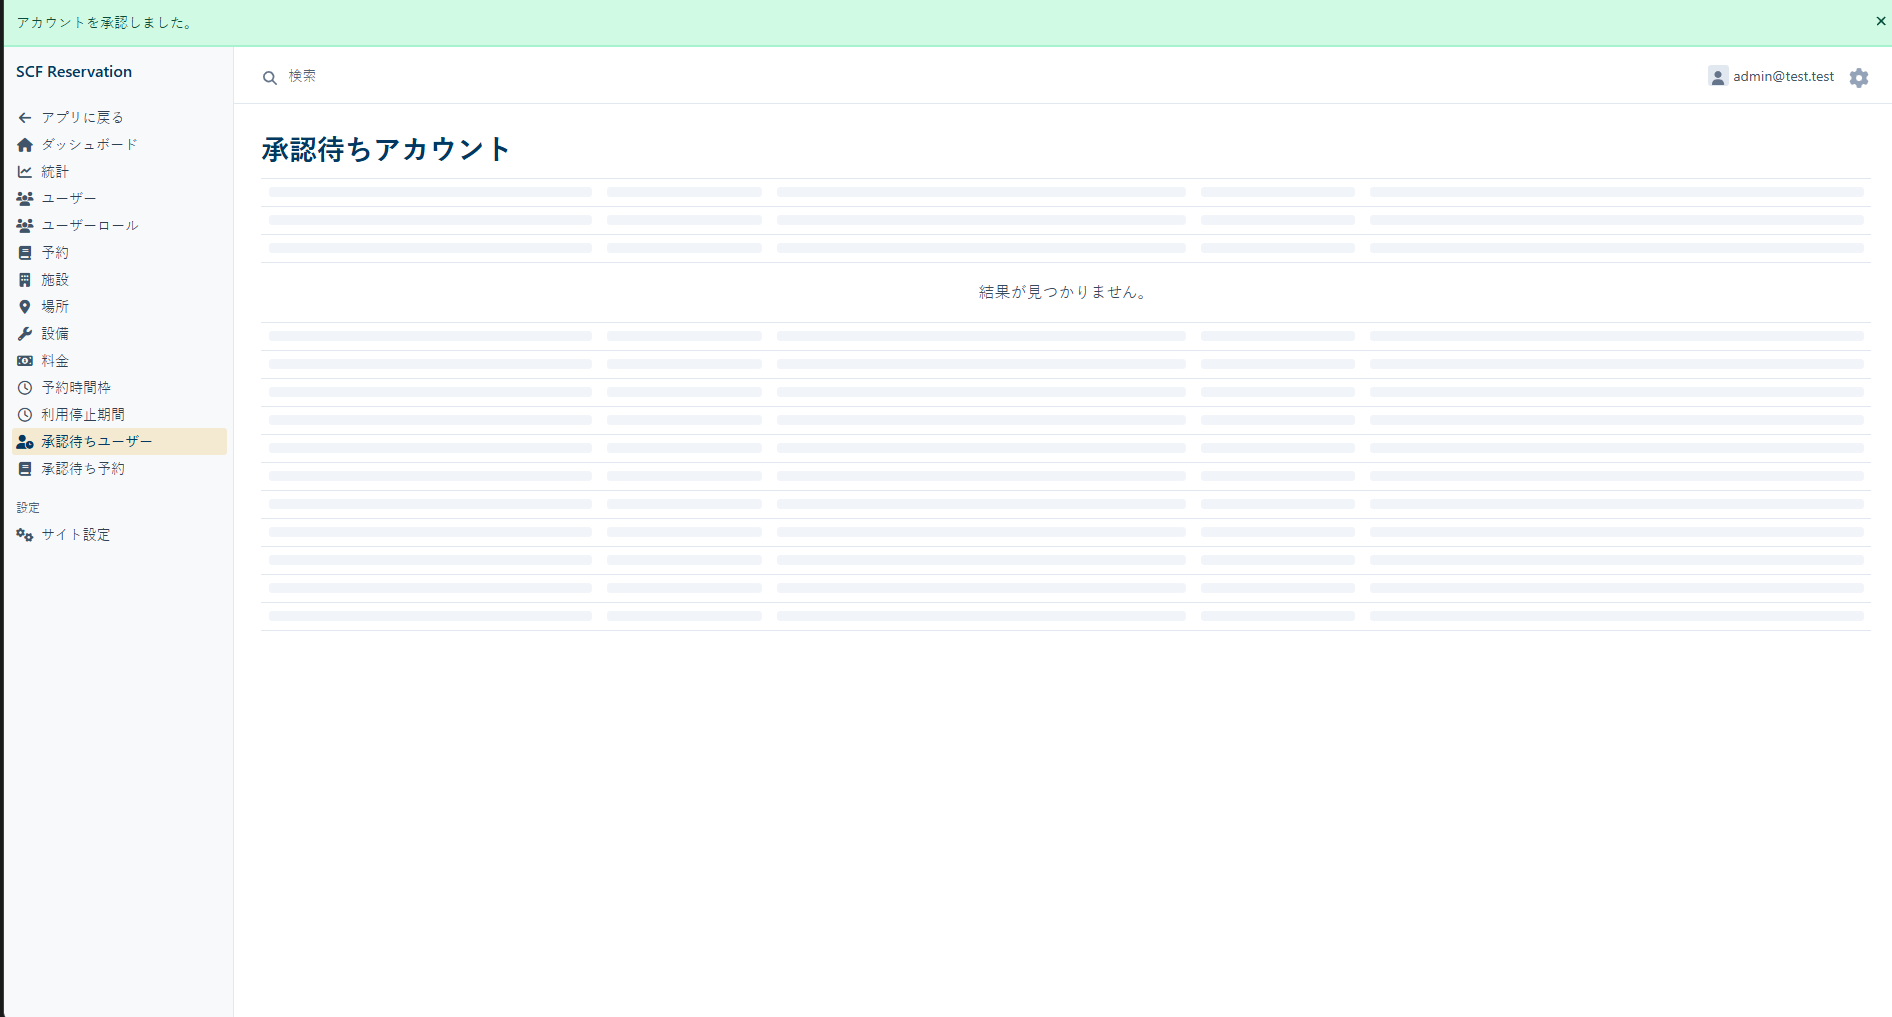 アカウントを承認しました。
SCF Reservation
検索
admin@test.test
アプリに戻る
ダッシュボード
統計
ユーザー
ユーザーロール
予約
施設
場所
設備
料金
予約時間枠
利用停止期間
承認待ちユーザー
承認待ち予約
設定
サイト設定
承認待ちアカウント
結果が見つかりません。